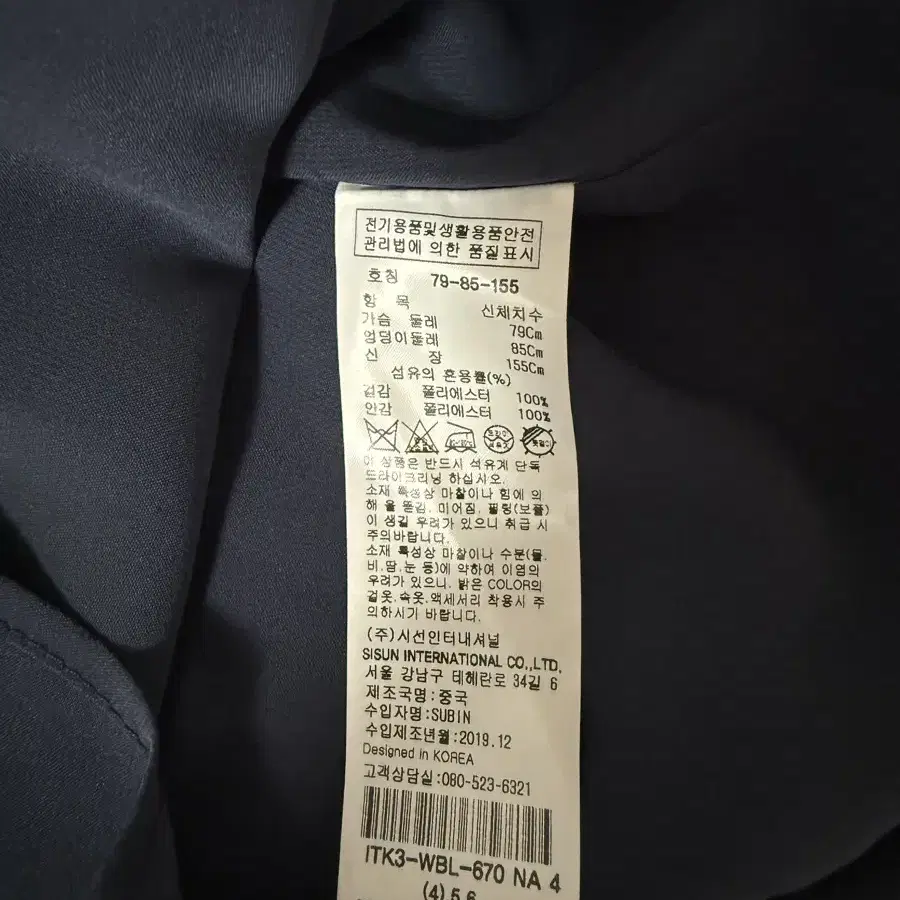 전기용품및생활용품안전
관리법에 의한 품질표시
호칭 79-85-155
항 목 신체치수
가슴 둘레 79Cm
엉덩이둘레 85Cm
신 장 155Cm
섬유의 혼용률(%)
겉감 폴리에스터 100%
안감 폴리에스터 100%
이 상품은 반드시 석유계 단독
드라이크리닝 하십시오.
소재 특성상 마찰이나 힘에 의
해 올 뜯김, 미어짐, 필링(보풀)
이 생길 우려가 있으니 취급 시
주의바랍니다.
소재 특성상 마찰이나 수분(물,
비,땀,눈 등)에 약하여 이염의
우려가 있으니, 밝은 COLOR의
겉옷,속옷,액세서리 착용시 주
의하시기 바랍니다.
(주)시선인터내셔널
SISUN INTERNATIONAL CO.,LTD.
서울 강남구 테헤란로 34길 6
제조국명:중국
수입자명:SUBIN
수입제조년월:2019.12
Designed in KOREA
고객상담실:080-523-6321
ITK3-WBL-670 NA 4
(4) 5 6